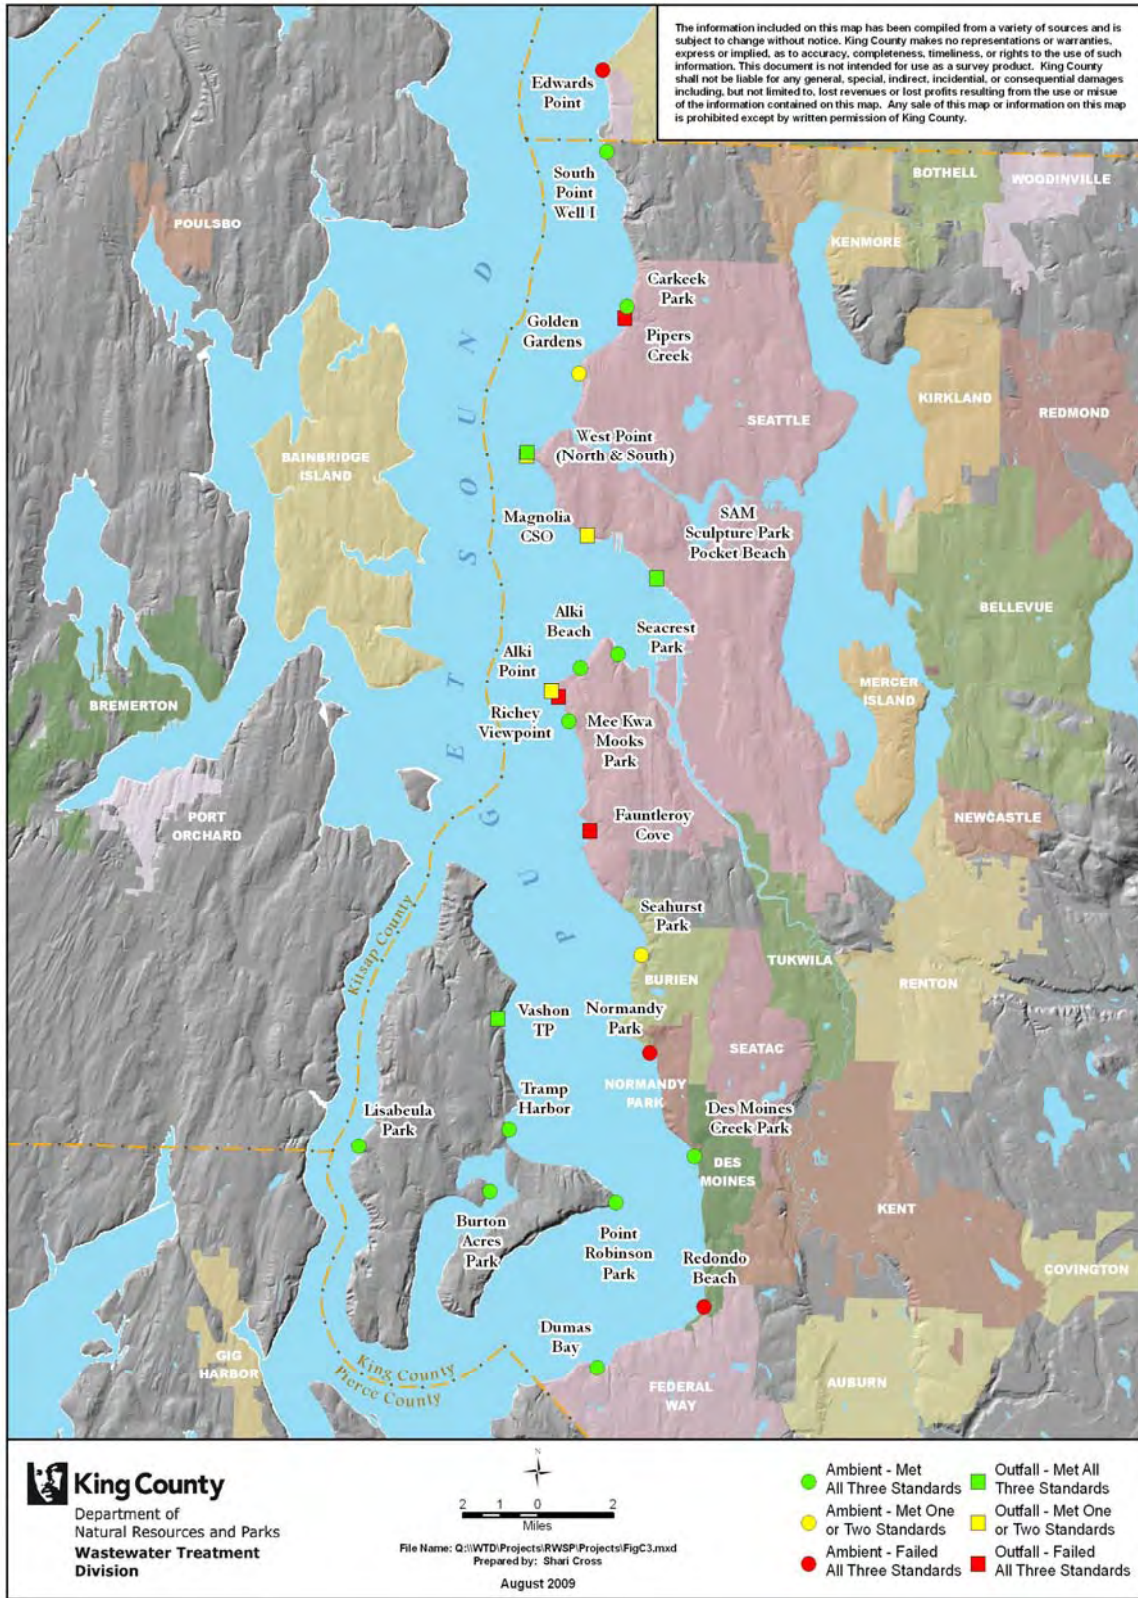 The information included on this map has been compiled from a variety of sources and is
subject to change without notice. King County makes no representations or warranties,
express or implied, as to accuracy, completeness, timeliness, or rights to the use of such
information. This document is not intended for use as a survey product. King County
shall not be liable for any general, special, indirect, incidental, or consequential damages
including, but not limited to, lost revenues or lost profits resulting from the use or misue
of the information contained on this map. Any sale of this map or information on this map
is prohibited except by written permission of King County.
Edwards
Point
South
Point
Well I
BOTHELL
WOODINVILLE
POULSBO
KENMORE
Carkeek
Park
Golden
Gardens
Pipers
Creek
KIRKLAND
REDMOND
SEATTLE
West Point
(North & South)
BAINBRIDGE
ISLAND
PUGET SOUND
Magnolia
CSO
SAM
Sculpture Park
Pocket Beach
BELLEVUE
Alki
Beach
Seacrest
Park
Alki
Point
MERCER
ISLAND
BREMERTON
Richey
Viewpoint
Mee Kwa
Mooks
Park
PORT
ORCHARD
Fauntleroy
Cove
NEWCASTLE
Kitsap County
Seahurst
Park
TUKWILA
BURIEN
RENTON
Vashon
TP
Normandy
Park
SEATAC
NORMANDY
PARK
Tramp
Harbor
Des Moines
Creek Park
Lisabeula
Park
DES
MOINES
KENT
Burton
Acres
Park
Point
Robinson
Park
Redondo
Beach
COVINGTON
Dumas
Bay
GIG
HARBOR
King County
Pierce County
FEDERAL
WAY
AUBURN
King County
Department of
Natural Resources and Parks
Wastewater Treatment
Division
N
2 1 0 2
Miles
File Name: Q:\\WTD\Projects\RWSP\Projects\FigC3.mxd
Prepared by: Shari Cross
August 2009
Ambient - Met
All Three Standards
Outfall - Met All
Three Standards
Ambient - Met One
or Two Standards
Outfall - Met One
or Two Standards
Ambient - Failed
All Three Standards
Outfall - Failed
All Three Standards